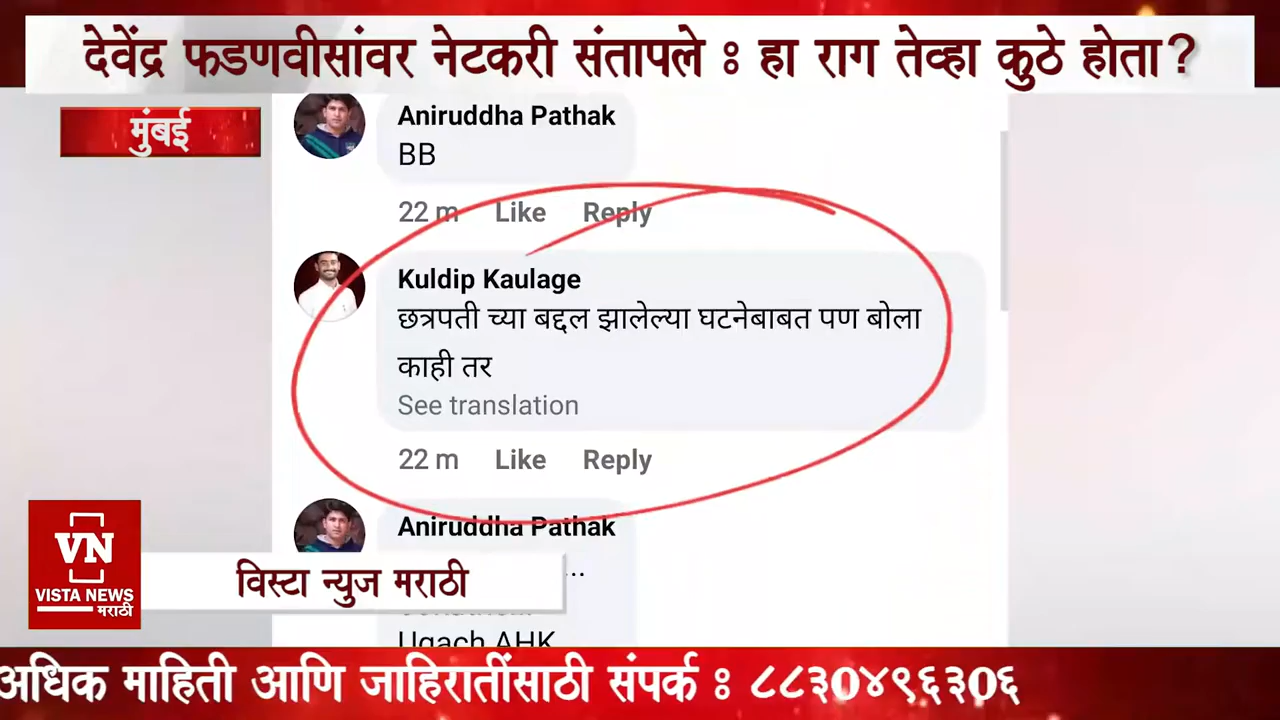 देवेंद्र फडणवीसांवर नेटकरी संतापले : हा राग तेव्हा कुठे होता?
मुंबई
Aniruddha Pathak
BB
22 m Like Reply
Kuldip Kaulage
छत्रपती च्या बद्दल झालेल्या घटनेबाबत पण बोला
काही तर
See translation
22 m Like Reply
Aniruddha Pathak
...
Ugach AHK
VN
VISTA NEWS
मराठी
विस्टा न्युज मराठी
अधिक माहिती आणि जाहिरातींसाठी संपर्क : ८८३०४९६३०६